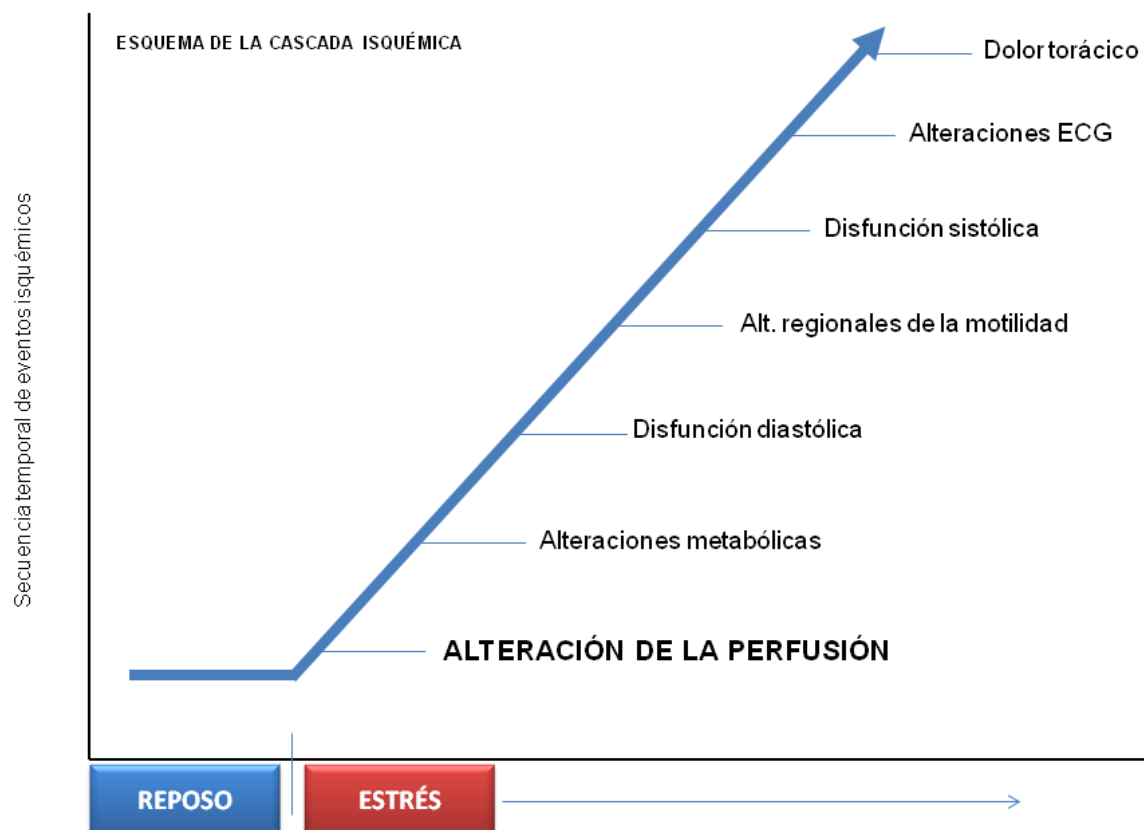 ESQUEMA DE LA CASCADA ISQUÉMICA
Dolor torácico
Alteraciones ECG
Disfunción sistólica
Alt. regionales de la motilidad
Disfunción diastólica
Alteraciones metabólicas
ALTERACIÓN DE LA PERFUSIÓN
Secuencia temporal de eventos isquémicos
REPOSO
ESTRÉS